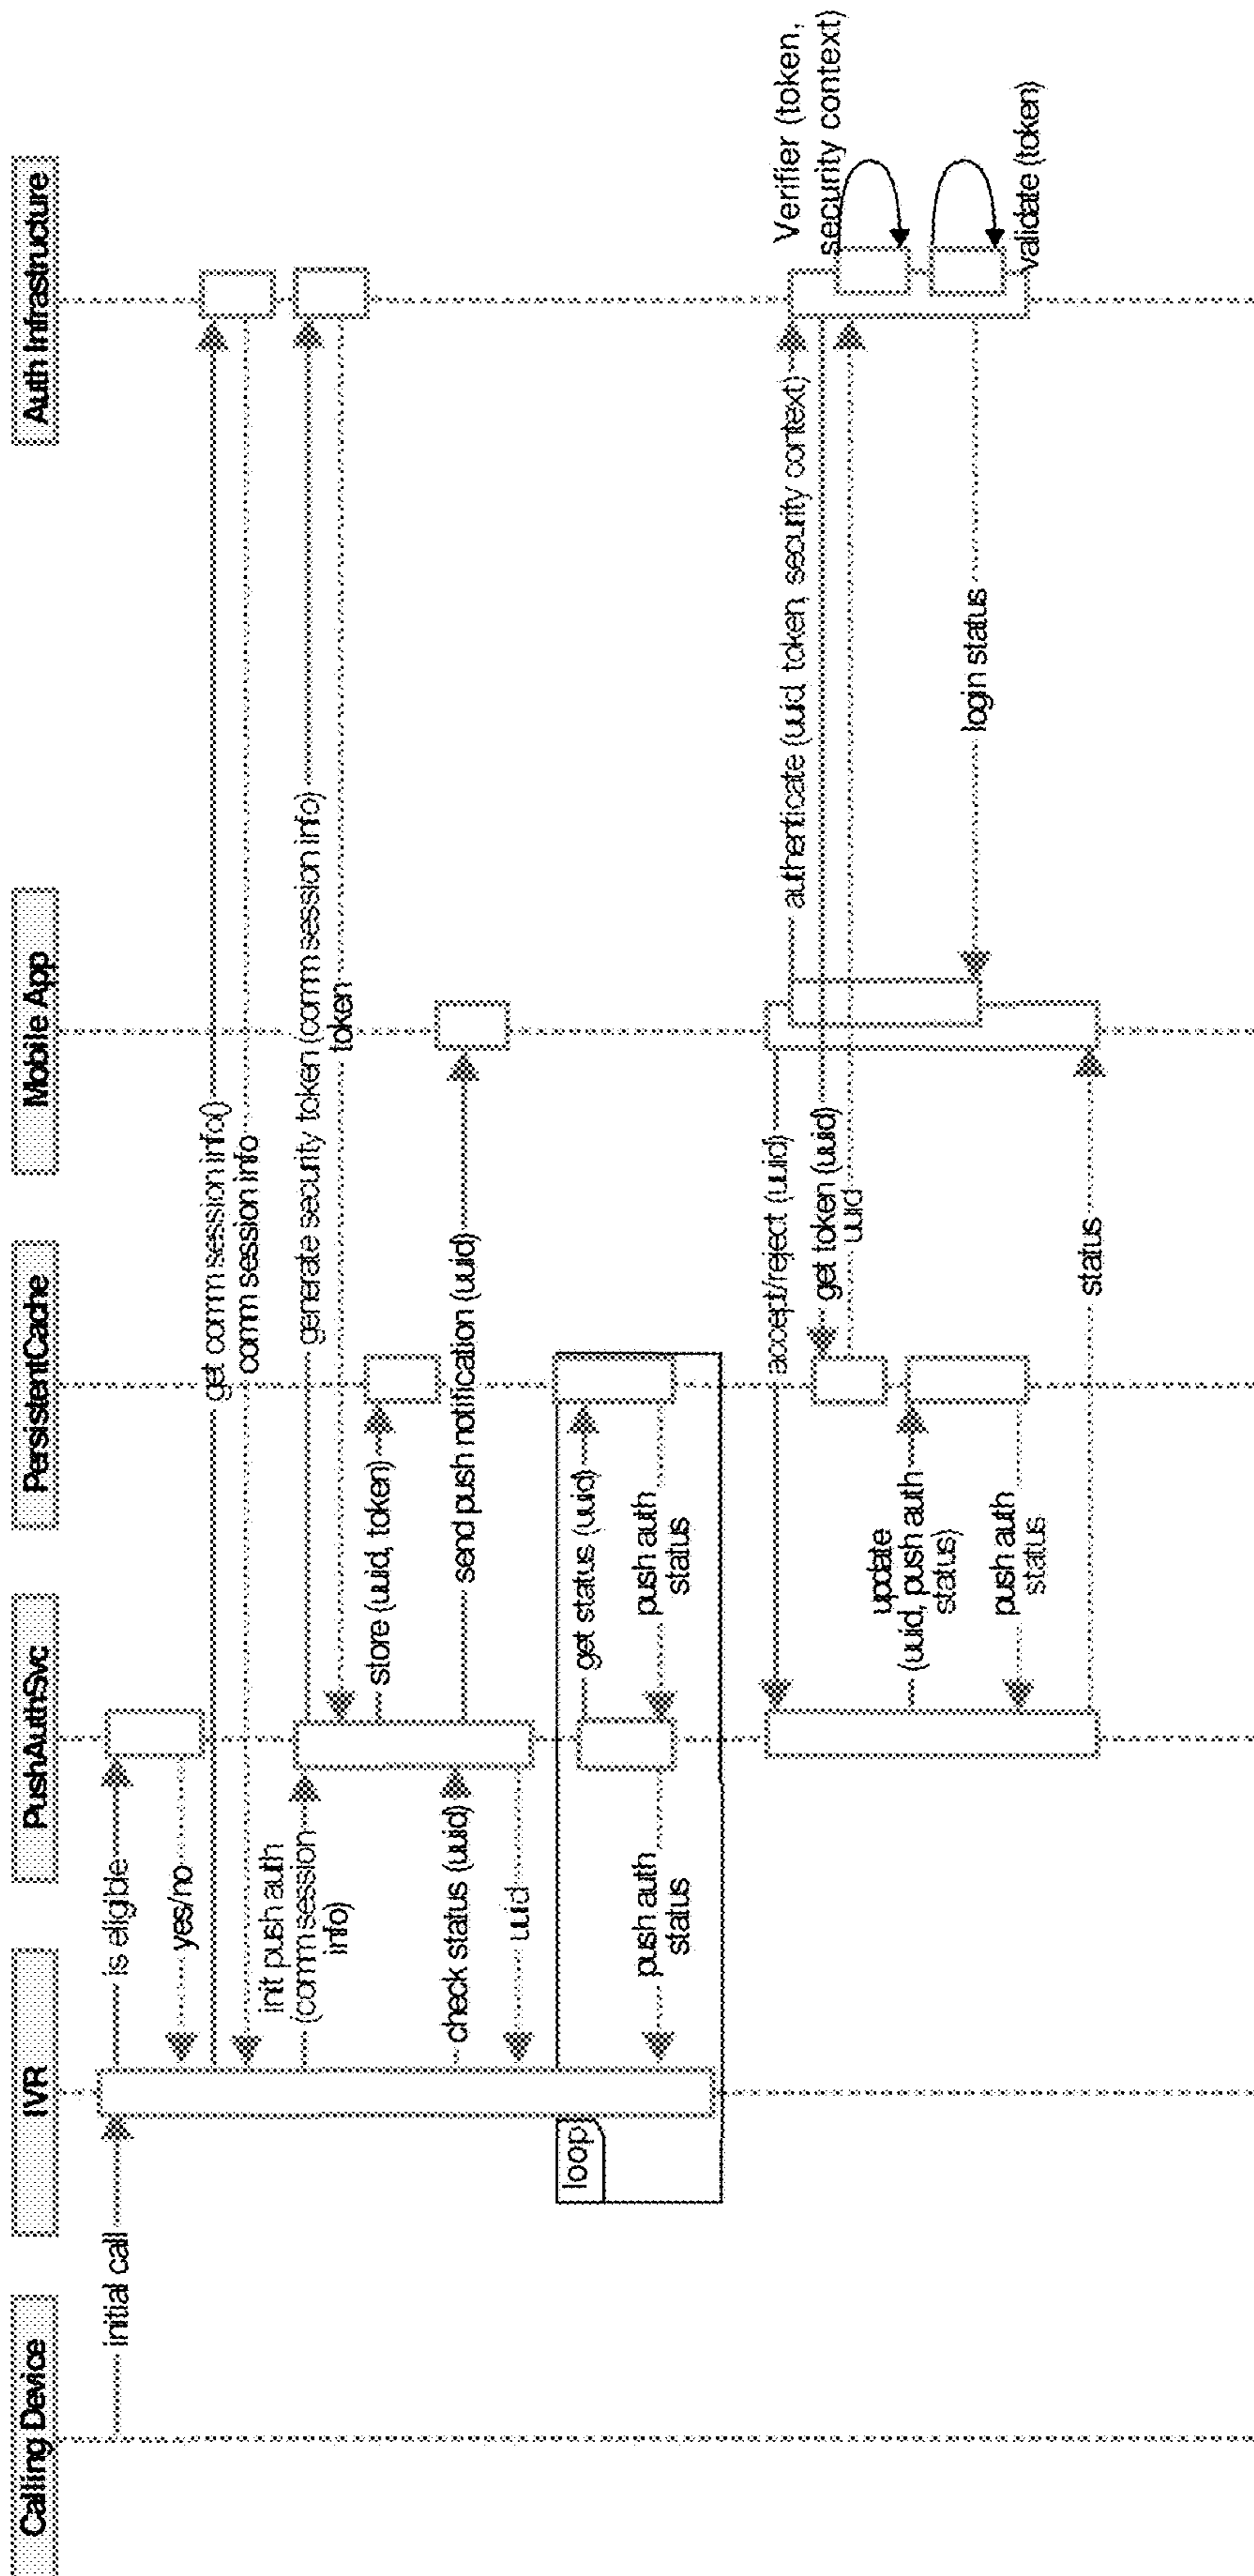 Calling Device
IVR
PushAuthSvc
PersistentCache
Mobile App
Auth Infrastructure
initial call
is eligible
yes/no
get comm session info()
comm session info
init push auth
(comm session
info)
generate security token (comm session info)
token
store (uuid, token)
check status (uuid)
send push notification (uuid)
uuid
loop
get status (uuid)
push auth
status
push auth
status
accept/reject (uuid)
authenticate (uuid, token, security context)
Verifier (token,
security context)
get token (uuid)
uuid
update
(uuid, push auth
status)
login status
validate (token)
push auth
status
status